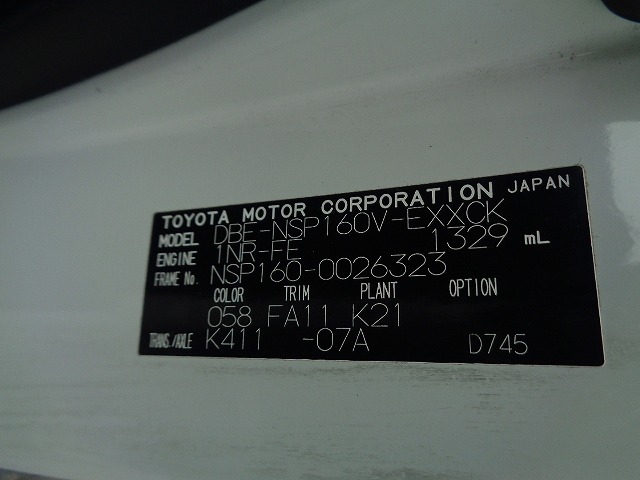 TOYOTA MOTOR CORPORATION JAPAN
MODEL DBE-NSP160V-EXXCK
ENGINE 1NR-FE 1329 mL
FRAME No. NSP160-0026323
COLOR TRIM PLANT OPTION
058 FA11 K21
TRANS./AXLE K411 -07A D745